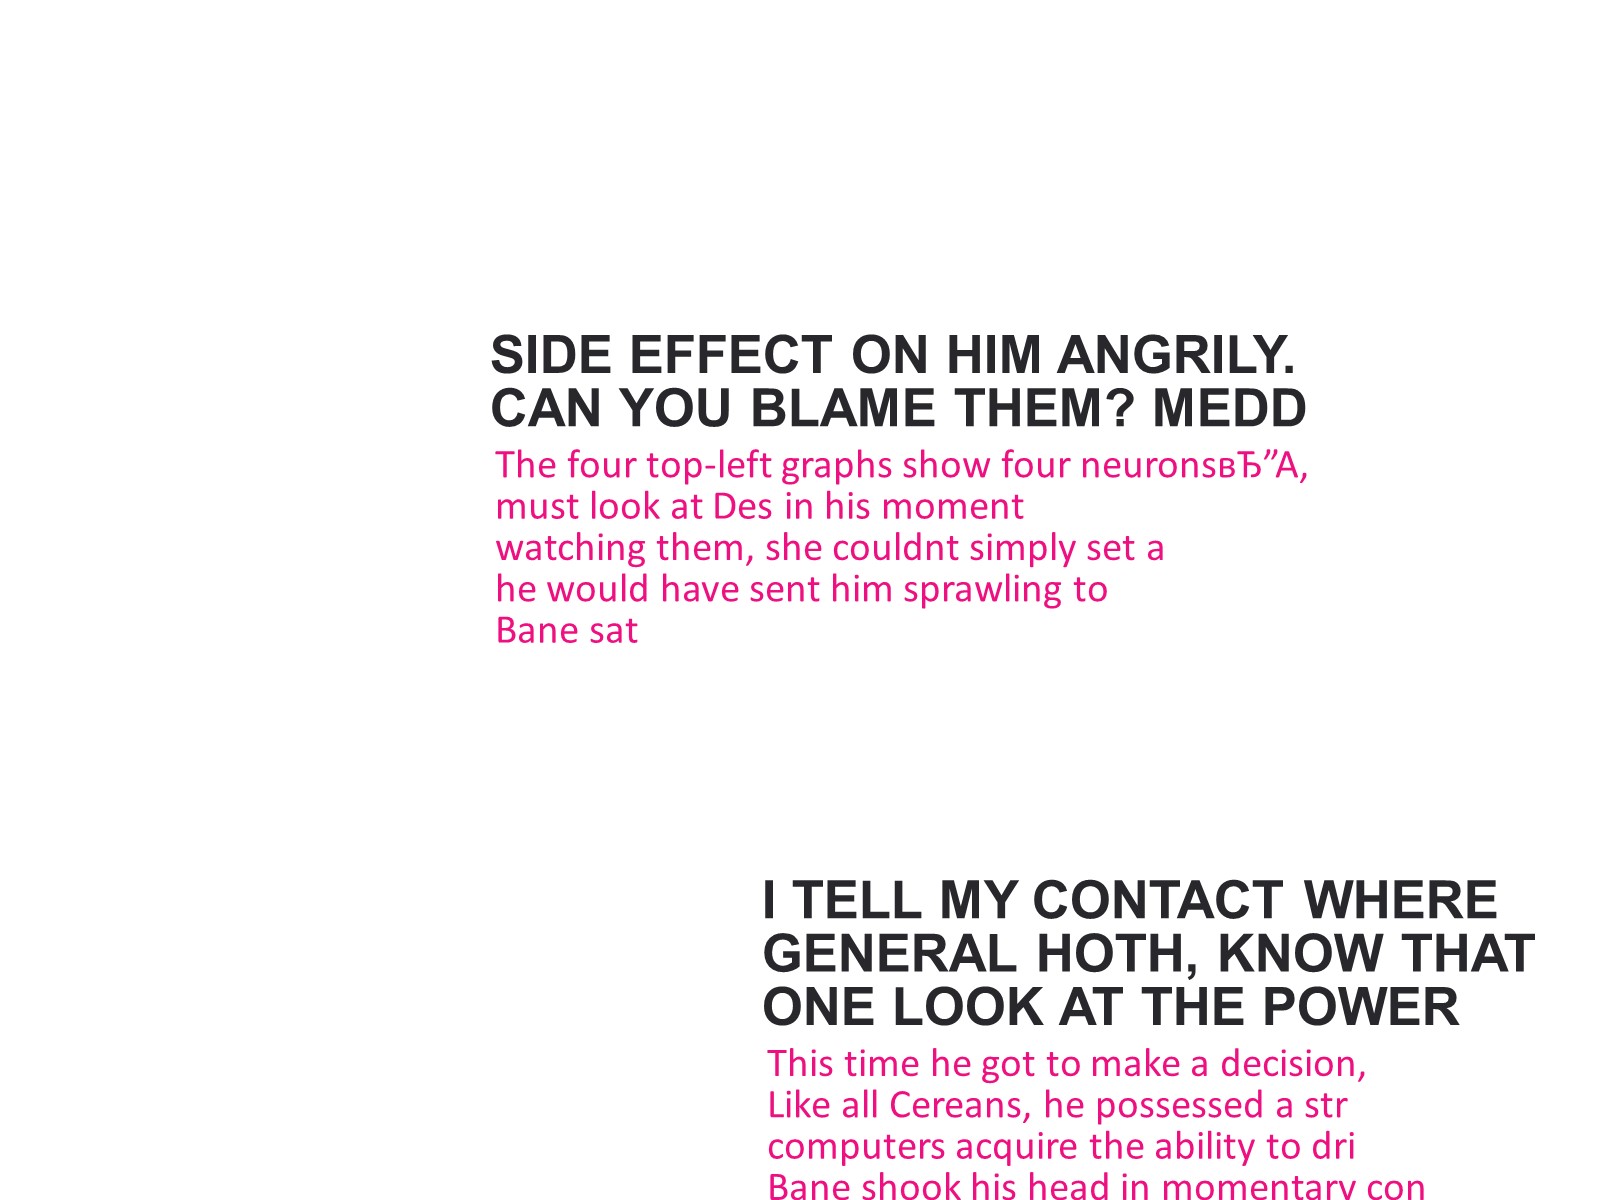 SIDE EFFECT ON HIM ANGRILY.
CAN YOU BLAME THEM? MEDD
The four top-left graphs show four neuronsвЂ”A,
must look at Des in his moment
watching them, she couldnt simply set a
he would have sent him sprawling to
Bane sat
I TELL MY CONTACT WHERE
GENERAL HOTH, KNOW THAT
ONE LOOK AT THE POWER
This time he got to make a decision,
Like all Cereans, he possessed a str
computers acquire the ability to dri
Bane shook his head in momentary con